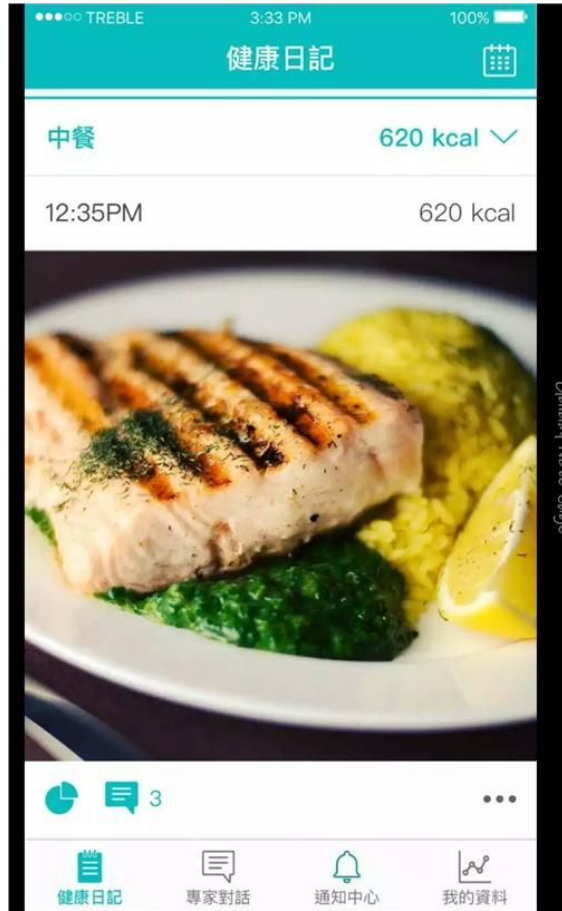 TREBLE 3:33 PM 100%
健康日記
中餐 620 kcal
12:35PM 620 kcal
3
健康日記 專家對話 通知中心 我的資料